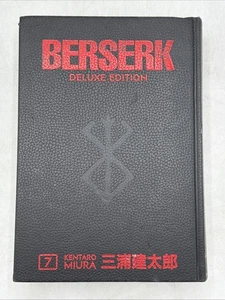 BERSERK
DELUXE EDITION
7 KENTARO MIURA 三浦建太郎